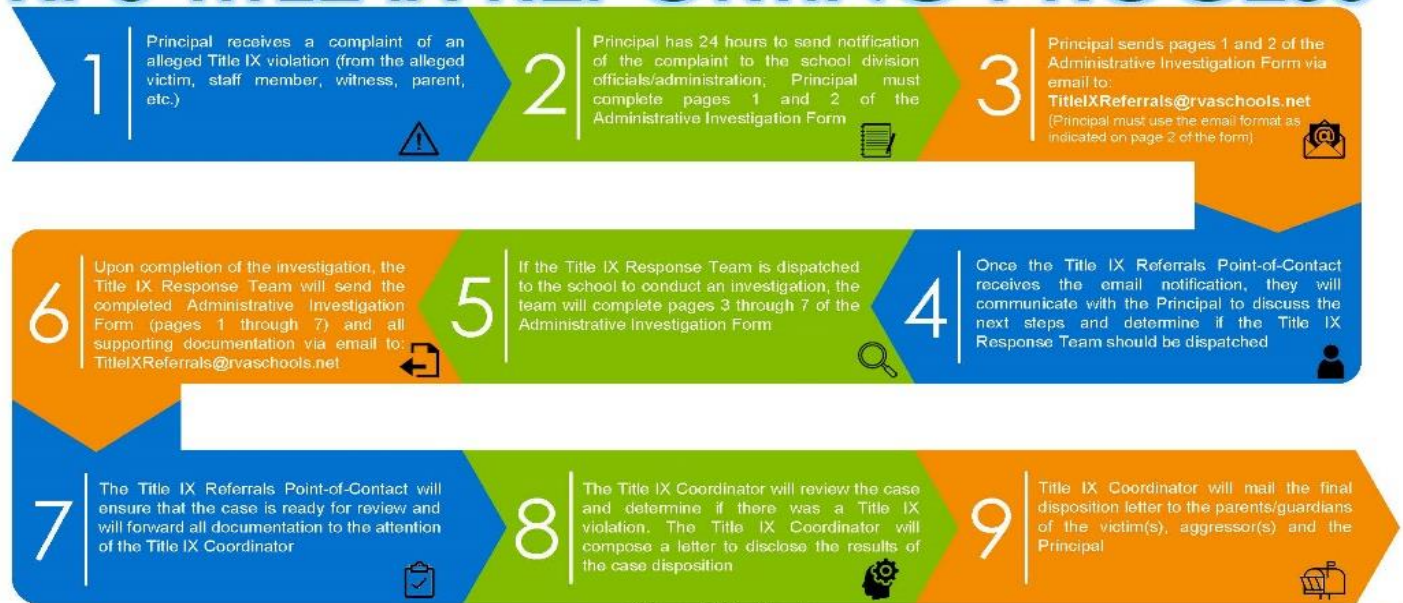 RPS TITLE IX REPORTING PROCESS
1
Principal receives a complaint of an
alleged Title IX violation (from the alleged
victim, staff member, witness, parent,
etc.)
2
Principal has 24 hours to send notification
of the complaint to the school division
officials/administration; Principal must
complete pages 1 and 2 of the
Administrative Investigation Form
3
Principal sends pages 1 and 2 of the
Administrative Investigation Form via
email to:
TitleIXReferrals@rvaschools.net
(Principal must use the email format as
indicated on page 2 of the form)
4
Once the Title IX Referrals Point-of-Contact
receives the email notification, they will
communicate with the Principal to discuss the
next steps and determine if the Title IX
Response Team should be dispatched
5
If the Title IX Response Team is dispatched
to the school to conduct an investigation, the
team will complete pages 3 through 7 of the
Administrative Investigation Form
6
Upon completion of the investigation, the
Title IX Response Team will send the
completed Administrative Investigation
Form (pages 1 through 7) and all
supporting documentation via email to:
TitleIXReferrals@rvaschools.net
7
The Title IX Referrals Point-of-Contact will
ensure that the case is ready for review and
will forward all documentation to the attention
of the Title IX Coordinator
8
The Title IX Coordinator will review the case
and determine if there was a Title IX
violation. The Title IX Coordinator will
compose a letter to disclose the results of
the case disposition
9
Title IX Coordinator will mail the final
disposition letter to the parents/guardians
of the victim(s), aggressor(s) and the
Principal